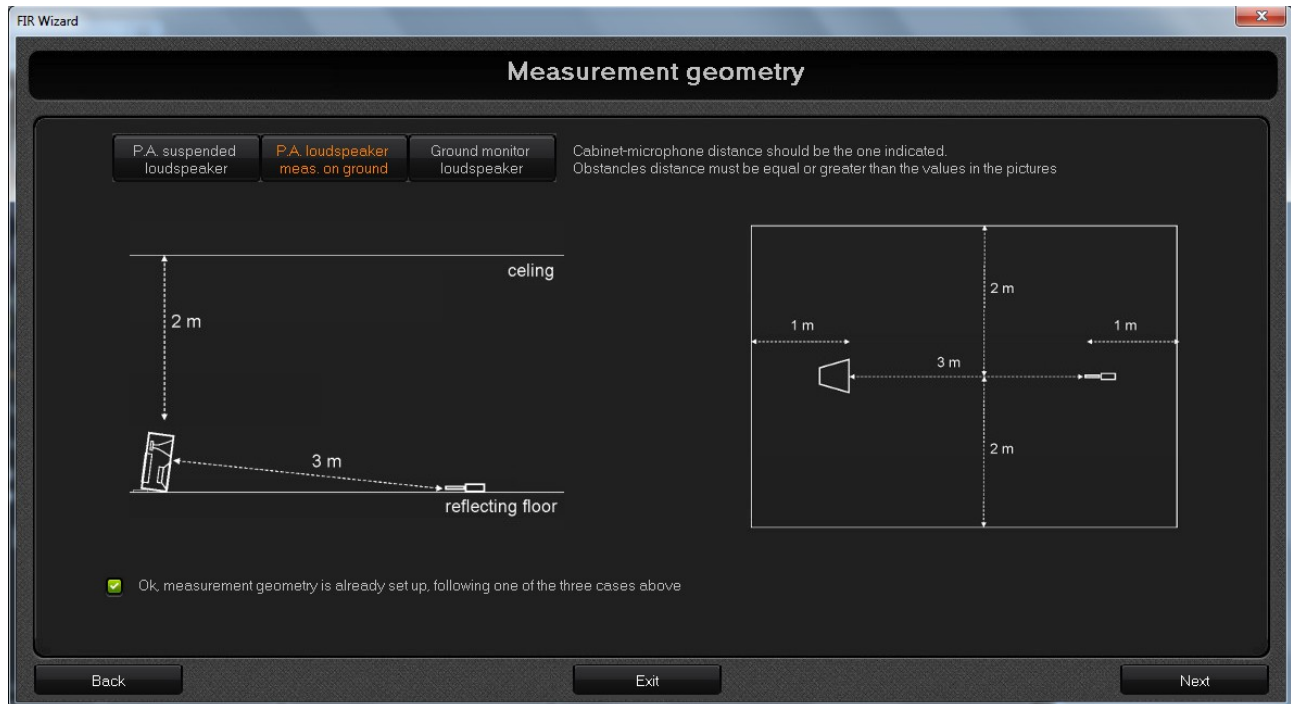 FIR Wizard
Measurement geometry
P.A. suspended
loudspeaker
P.A. loudspeaker
meas. on ground
Ground monitor
loudspeaker
Cabinet-microphone distance should be the one indicated.
Obstancles distance must be equal or greater than the values in the pictures
celing
2 m
3 m
reflecting floor
2 m
1 m
1 m
3 m
2 m
Ok, measurement geometry is already set up, following one of the three cases above
Back
Exit
Next